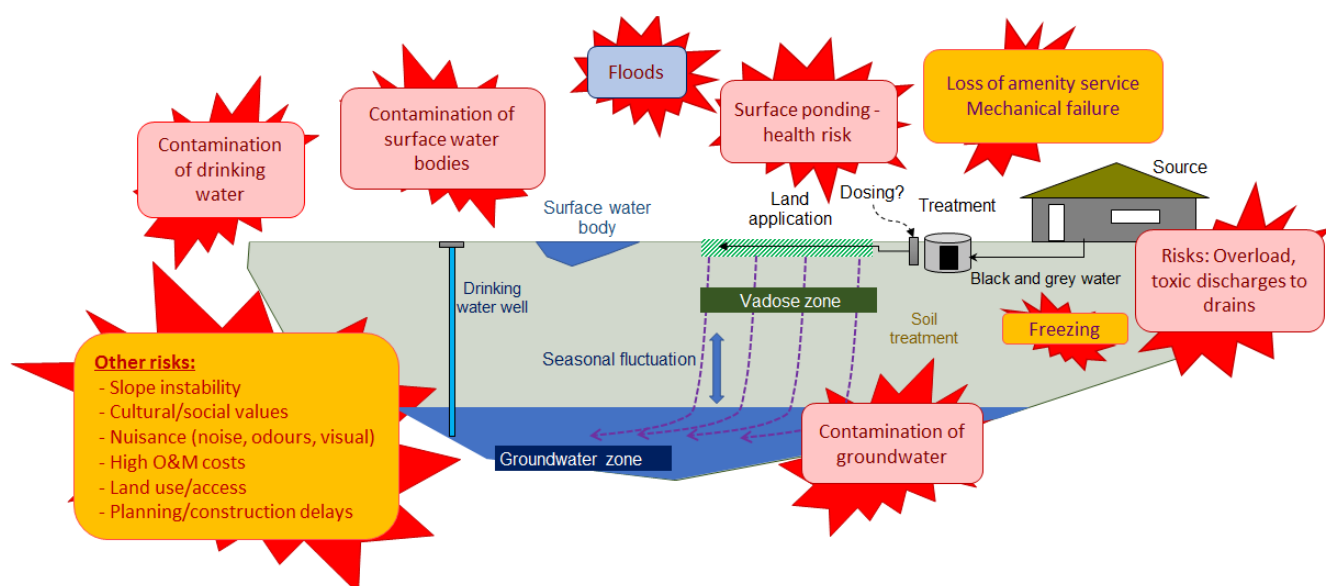 Floods
Loss of amenity service
Mechanical failure
Contamination of
surface water
bodies
Surface ponding -
health risk
Contamination
of drinking
water
Source
Dosing?
Treatment
Land
application
Surface water
body
Risks: Overload,
toxic discharges to
drains
Black and grey water
Drinking
water well
Vadose zone
Soil
treatment
Freezing
Seasonal fluctuation
Other risks:
- Slope instability
- Cultural/social values
- Nuisance (noise, odours, visual)
- High O&M costs
- Land use/access
- Planning/construction delays
Contamination of
groundwater
Groundwater zone